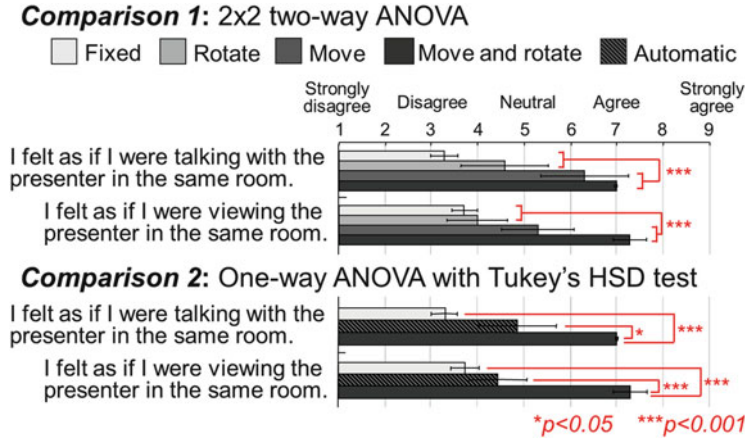 Comparison 1: 2x2 two-way ANOVA
Fixed Rotate Move Move and rotate Automatic
Strongly disagree Disagree Neutral Agree Strongly agree
1 2 3 4 5 6 7 8 9
I felt as if I were talking with the
presenter in the same room.
***
I felt as if I were viewing the
presenter in the same room.
***
Comparison 2: One-way ANOVA with Tukey's HSD test
I felt as if I were talking with the
presenter in the same room.
* ***
I felt as if I were viewing the
presenter in the same room.
*** ***
*p<0.05 ***p<0.001